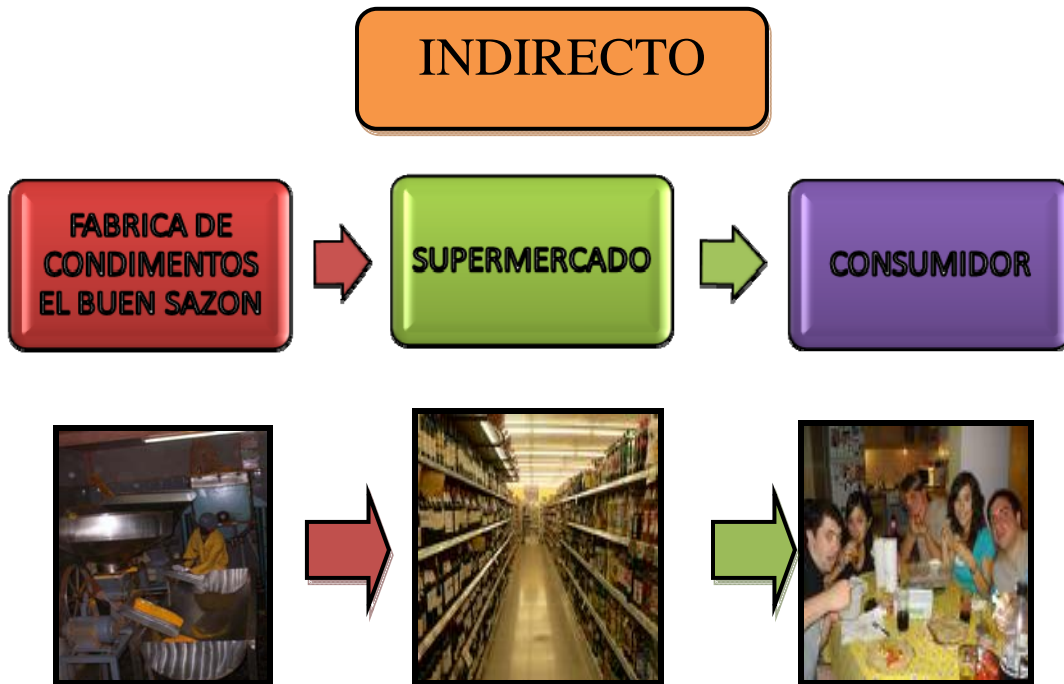 INDIRECTO
FABRICA DE
CONDIMENTOS
EL BUEN SAZON
SUPERMERCADO
CONSUMIDOR